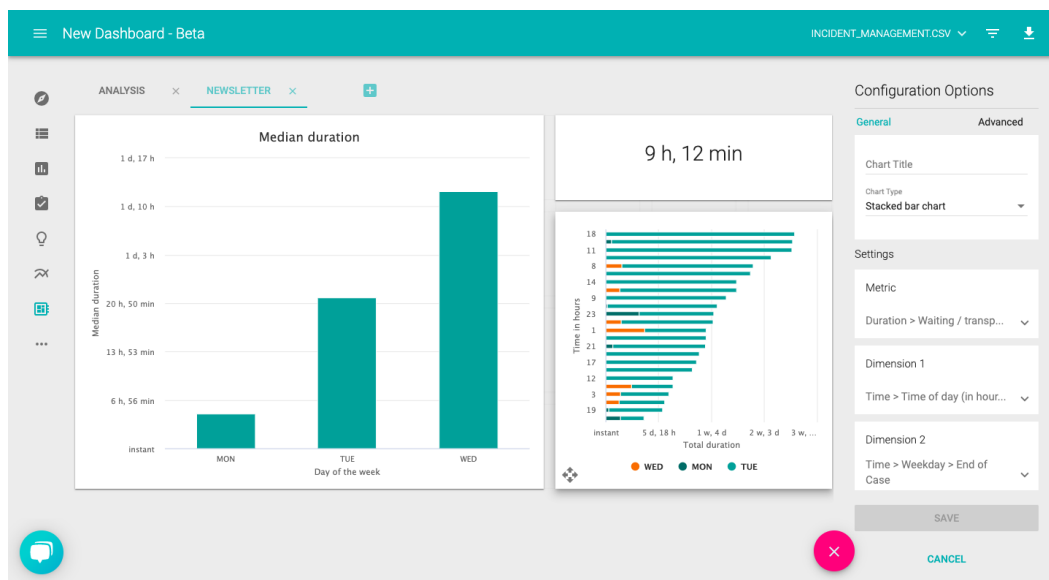 New Dashboard - Beta
INCIDENT_MANAGEMENT.CSV
ANALYSIS
NEWSLETTER
Median duration
1 d, 17 h
1 d, 10 h
1 d, 3 h
20 h, 50 min
13 h, 53 min
6 h, 56 min
instant
Median duration
MON
TUE
WED
Day of the week
9 h, 12 min
18
11
8
14
9
23
1
21
17
12
3
19
Time in hours
instant
5 d, 18 h
1 w, 4 d
2 w, 3 d
3 w, ...
Total duration
WED
MON
TUE
Configuration Options
General
Advanced
Chart Title
Chart Type
Stacked bar chart
Settings
Metric
Duration > Waiting / transp...
Dimension 1
Time > Time of day (in hour...
Dimension 2
Time > Weekday > End of
Case
SAVE
CANCEL